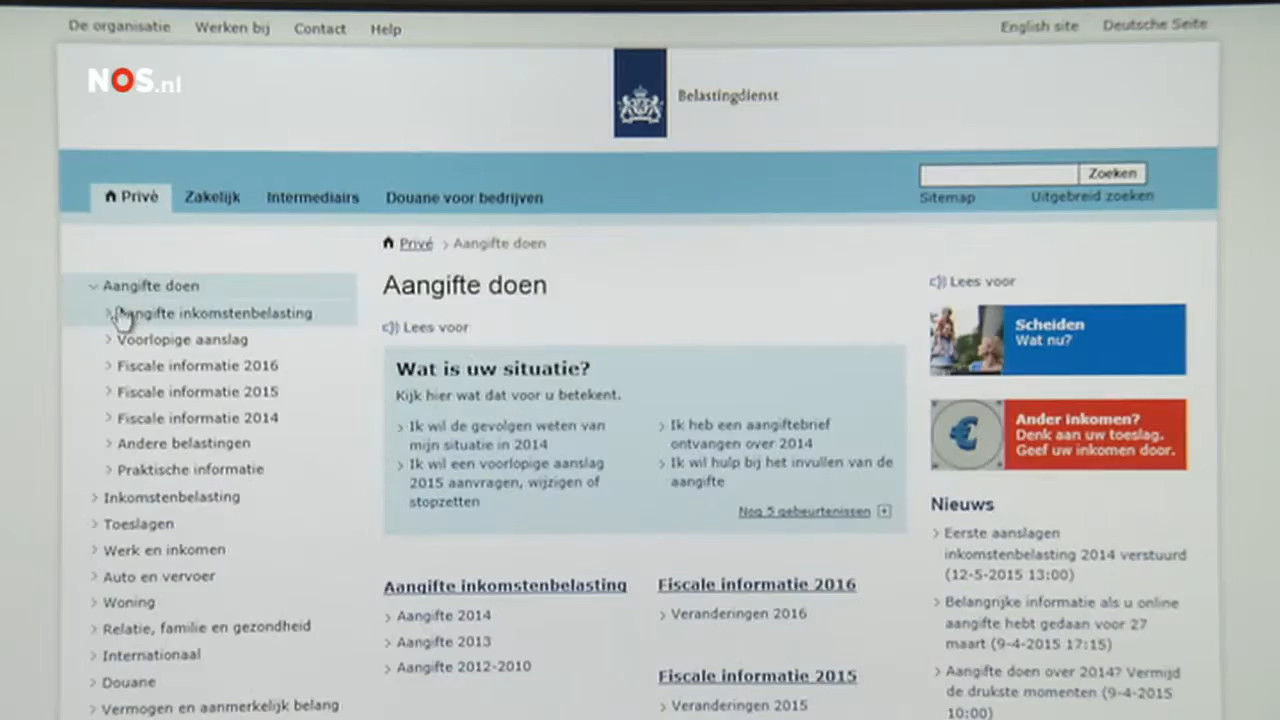 De organisatie Werken bij Contact Help English site Deutsche Seite
NOS.nl
Belastingdienst
Privé Zakelijk Intermediairs Douane voor bedrijven
Zoeken
Sitemap Uitgebreid zoeken
Privé > Aangifte doen
Aangifte doen
Aangifte inkomstenbelasting
Voorlopige aanslag
Fiscale informatie 2016
Fiscale informatie 2015
Fiscale informatie 2014
Andere belastingen
Praktische informatie
Inkomstenbelasting
Toeslagen
Werk en inkomen
Auto en vervoer
Woning
Relatie, familie en gezondheid
Internationaal
Douane
Vermogen en aanmerkelijk belang
Aangifte doen
Lees voor
Wat is uw situatie?
Kijk hier wat dat voor u betekent.
Ik wil de gevolgen weten van
mijn situatie in 2014
Ik wil een voorlopige aanslag
2015 aanvragen, wijzigen of
stopzetten
Ik heb een aangiftebrief
ontvangen over 2014
Ik wil hulp bij het invullen van de
aangifte
Nog 5 gebeurtenissen
Aangifte inkomstenbelasting
Aangifte 2014
Aangifte 2013
Aangifte 2012-2010
Fiscale informatie 2016
Veranderingen 2016
Fiscale informatie 2015
Veranderingen 2015
Lees voor
Scheiden
Wat nu?
Ander inkomen?
Denk aan uw toeslag.
Geef uw inkomen door.
Nieuws
Eerste aanslagen
inkomstenbelasting 2014 verstuurd
(12-5-2015 13:00)
Belangrijke informatie als u online
aangifte hebt gedaan voor 27
maart (9-4-2015 17:15)
Aangifte doen over 2014? Vermijd
de drukste momenten (9-4-2015
10:00)